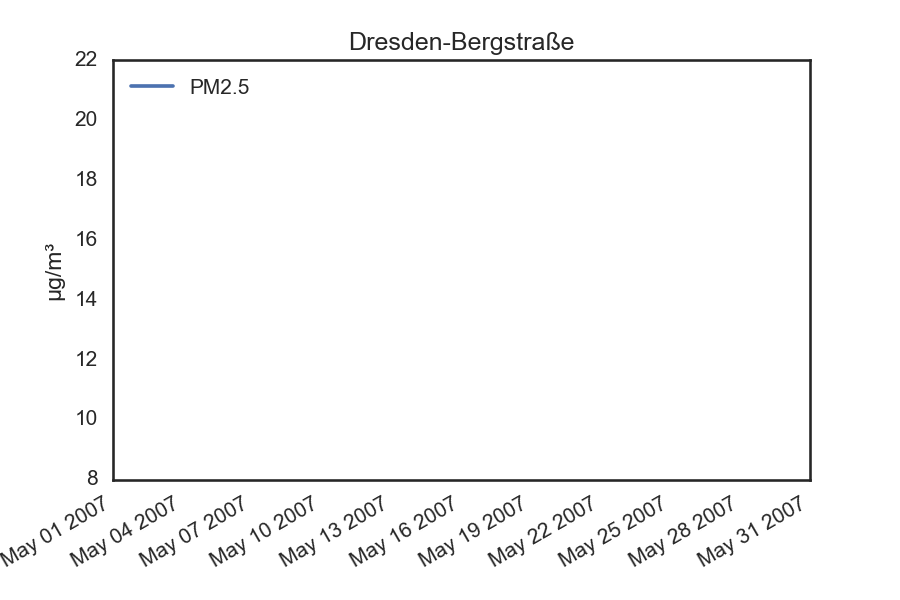 Dresden-Bergstraße
PM2.5
22
20
18
16
14
12
10
8
µg/m³
May 01 2007
May 04 2007
May 07 2007
May 10 2007
May 13 2007
May 16 2007
May 19 2007
May 22 2007
May 25 2007
May 28 2007
May 31 2007